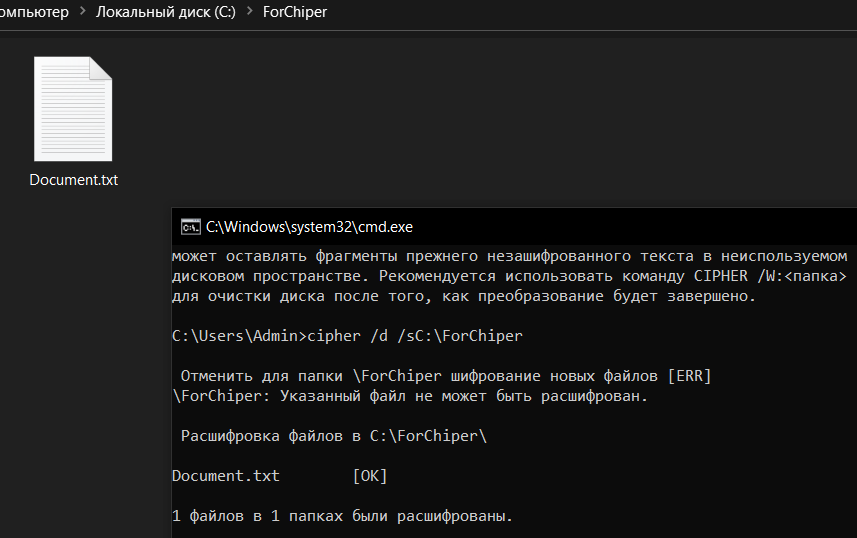 омпьютер > Локальный диск (C:) > ForChiper
Document.txt
C:\Windows\system32\cmd.exe
может оставлять фрагменты прежнего незашифрованного текста в неиспользуемом
дисковом пространстве. Рекомендуется использовать команду CIPHER /W:<папка>
для очистки диска после того, как преобразование будет завершено.
C:\Users\Admin>cipher /d /sC:\ForChiper
Отменить для папки \ForChiper шифрование новых файлов [ERR]
\ForChiper: Указанный файл не может быть расшифрован.
Расшифровка файлов в C:\ForChiper\
Document.txt [OK]
1 файлов в 1 папках были расшифрованы.